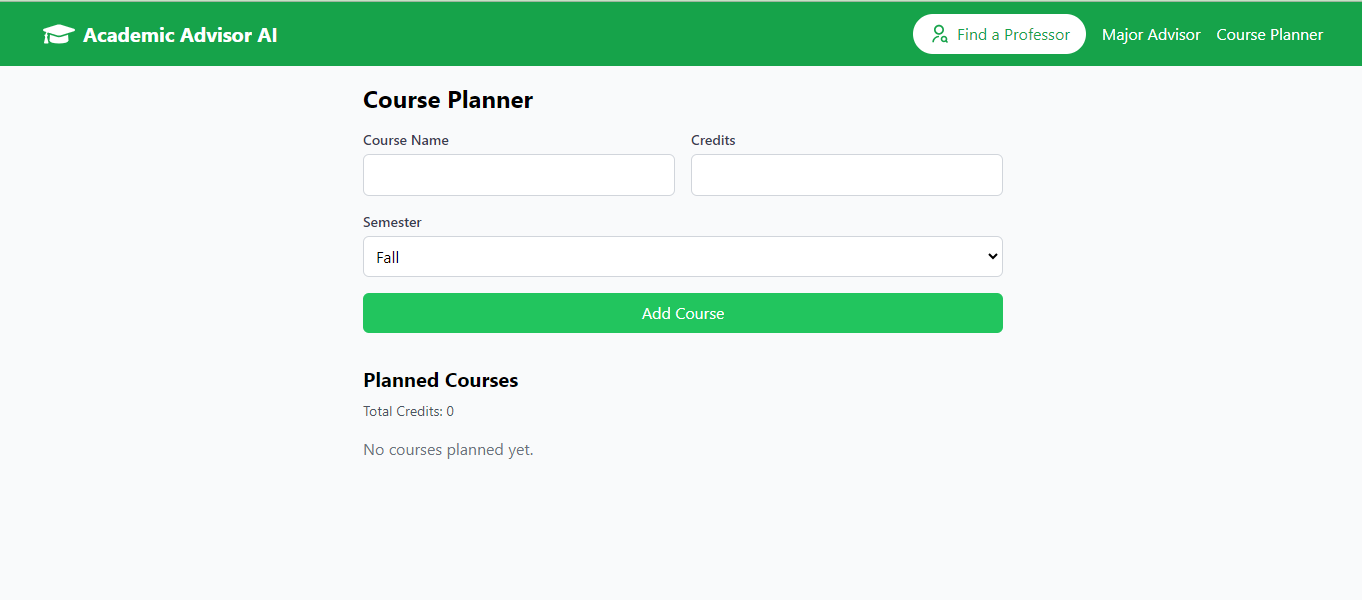 Academic Advisor AI
Find a Professor
Major Advisor
Course Planner
Course Planner
Course Name
Credits
Semester
Fall
Add Course
Planned Courses
Total Credits: 0
No courses planned yet.